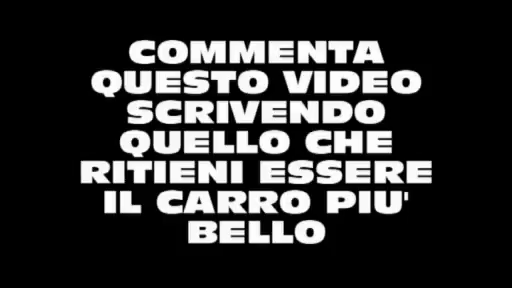 COMMENTA
QUESTO VIDEO
SCRIVENDO
QUELLO CHE
RITIENI ESSERE
IL CARRO PIU'
BELLO